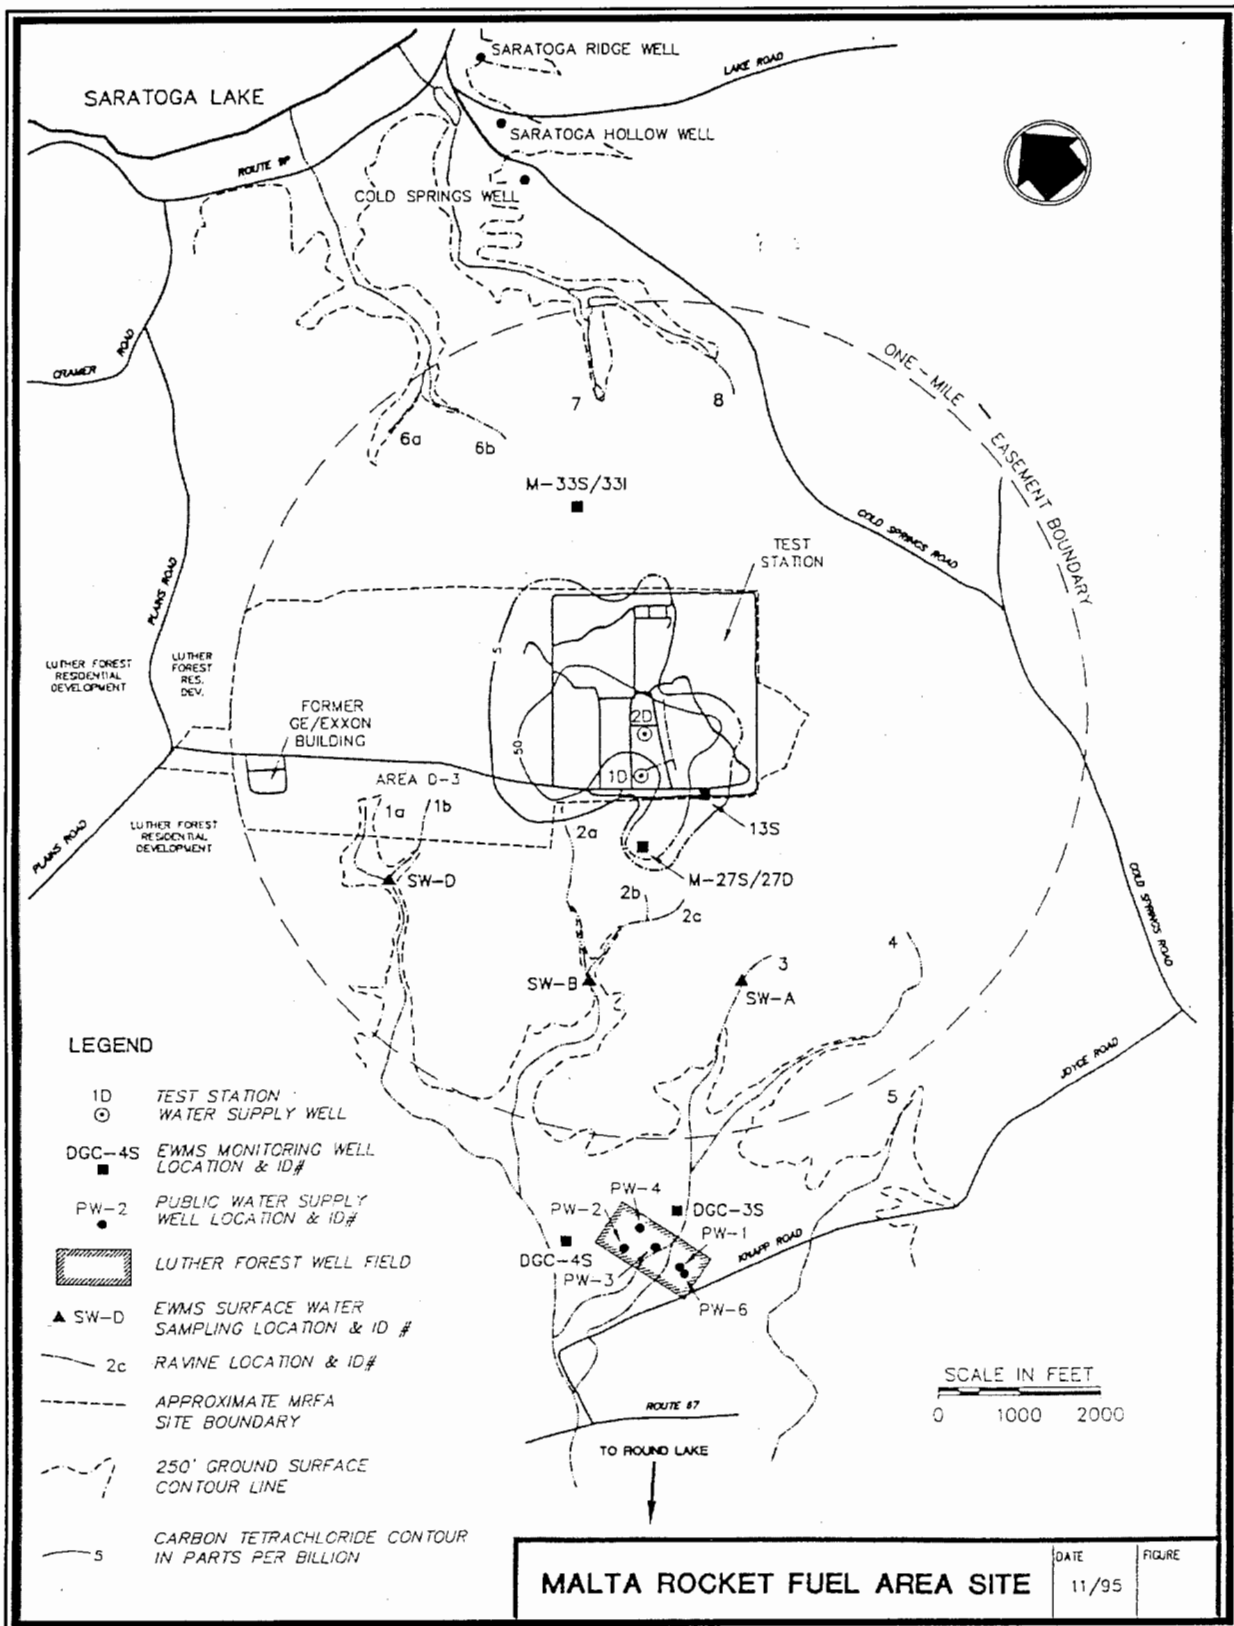 SARATOGA RIDGE WELL
LAKE ROAD
SARATOGA LAKE
SARATOGA HOLLOW WELL
ROUTE 9P
COLD SPRINGS WELL
CRAMER
ROAD
ONE-MILE
EASEMENT BOUNDARY
7
8
6a
6b
M-33S/33I
COLD SPRINGS ROAD
TEST
STATION
PLAINS ROAD
5
LUTHER FOREST
RESIDENTIAL
DEVELOPMENT
LUTHER
FOREST
RES.
DEV.
FORMER
GE/EXXON
BUILDING
2D
50
1D
AREA D-3
1a
1b
2a
13S
LUTHER FOREST
RESIDENTIAL
DEVELOPMENT
PLAINS ROAD
SW-D
M-27S/27D
2b
2c
COLD SPRINGS ROAD
4
3
SW-B
SW-A
JOYCE ROAD
5
LEGEND
1D TEST STATION
WATER SUPPLY WELL
DGC-4S EWMS MONITORING WELL
LOCATION & ID#
PW-2 PUBLIC WATER SUPPLY
WELL LOCATION & ID#
LUTHER FOREST WELL FIELD
SW-D EWMS SURFACE WATER
SAMPLING LOCATION & ID #
2c RAVINE LOCATION & ID#
APPROXIMATE MRFA
SITE BOUNDARY
250' GROUND SURFACE
CONTOUR LINE
5 CARBON TETRACHLORIDE CONTOUR
IN PARTS PER BILLION
PW-4
PW-2
DGC-3S
PW-1
KNAPP ROAD
DGC-4S
PW-3
PW-6
SCALE IN FEET
0 1000 2000
ROUTE 67
TO ROUND LAKE
MALTA ROCKET FUEL AREA SITE
DATE
11/95
FIGURE